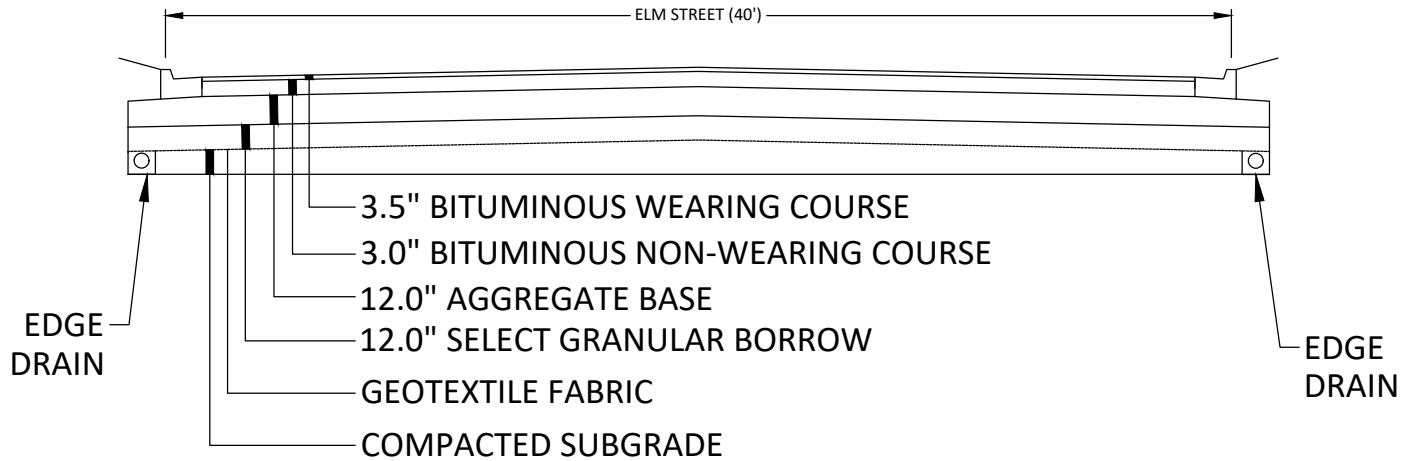 ELM STREET (40')
3.5" BITUMINOUS WEARING COURSE
3.0" BITUMINOUS NON-WEARING COURSE
12.0" AGGREGATE BASE
12.0" SELECT GRANULAR BORROW
GEOTEXTILE FABRIC
COMPACTED SUBGRADE
EDGE
DRAIN
EDGE
DRAIN